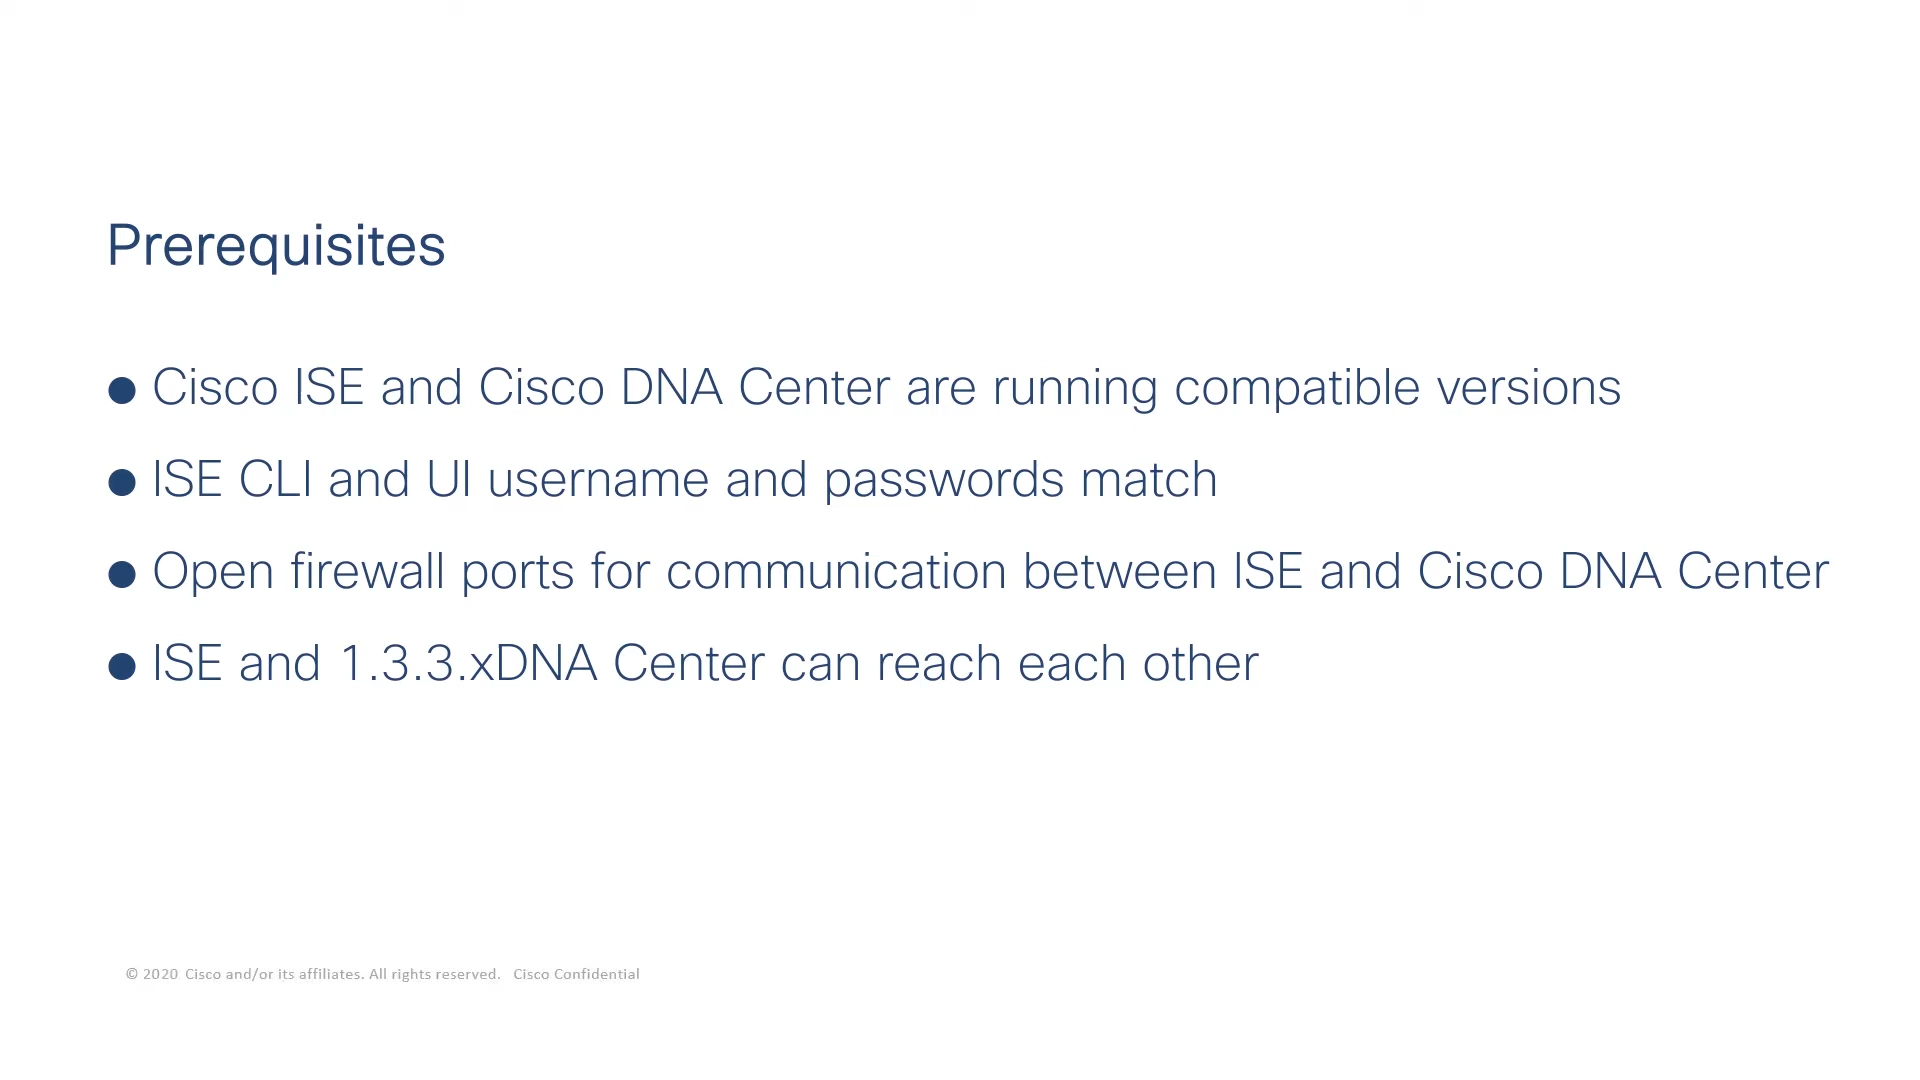 Prerequisites
● Cisco ISE and Cisco DNA Center are running compatible versions
● ISE CLI and UI username and passwords match
● Open firewall ports for communication between ISE and Cisco DNA Center
● ISE and 1.3.3.xDNA Center can reach each other
© 2020 Cisco and/or its affiliates. All rights reserved. Cisco Confidential